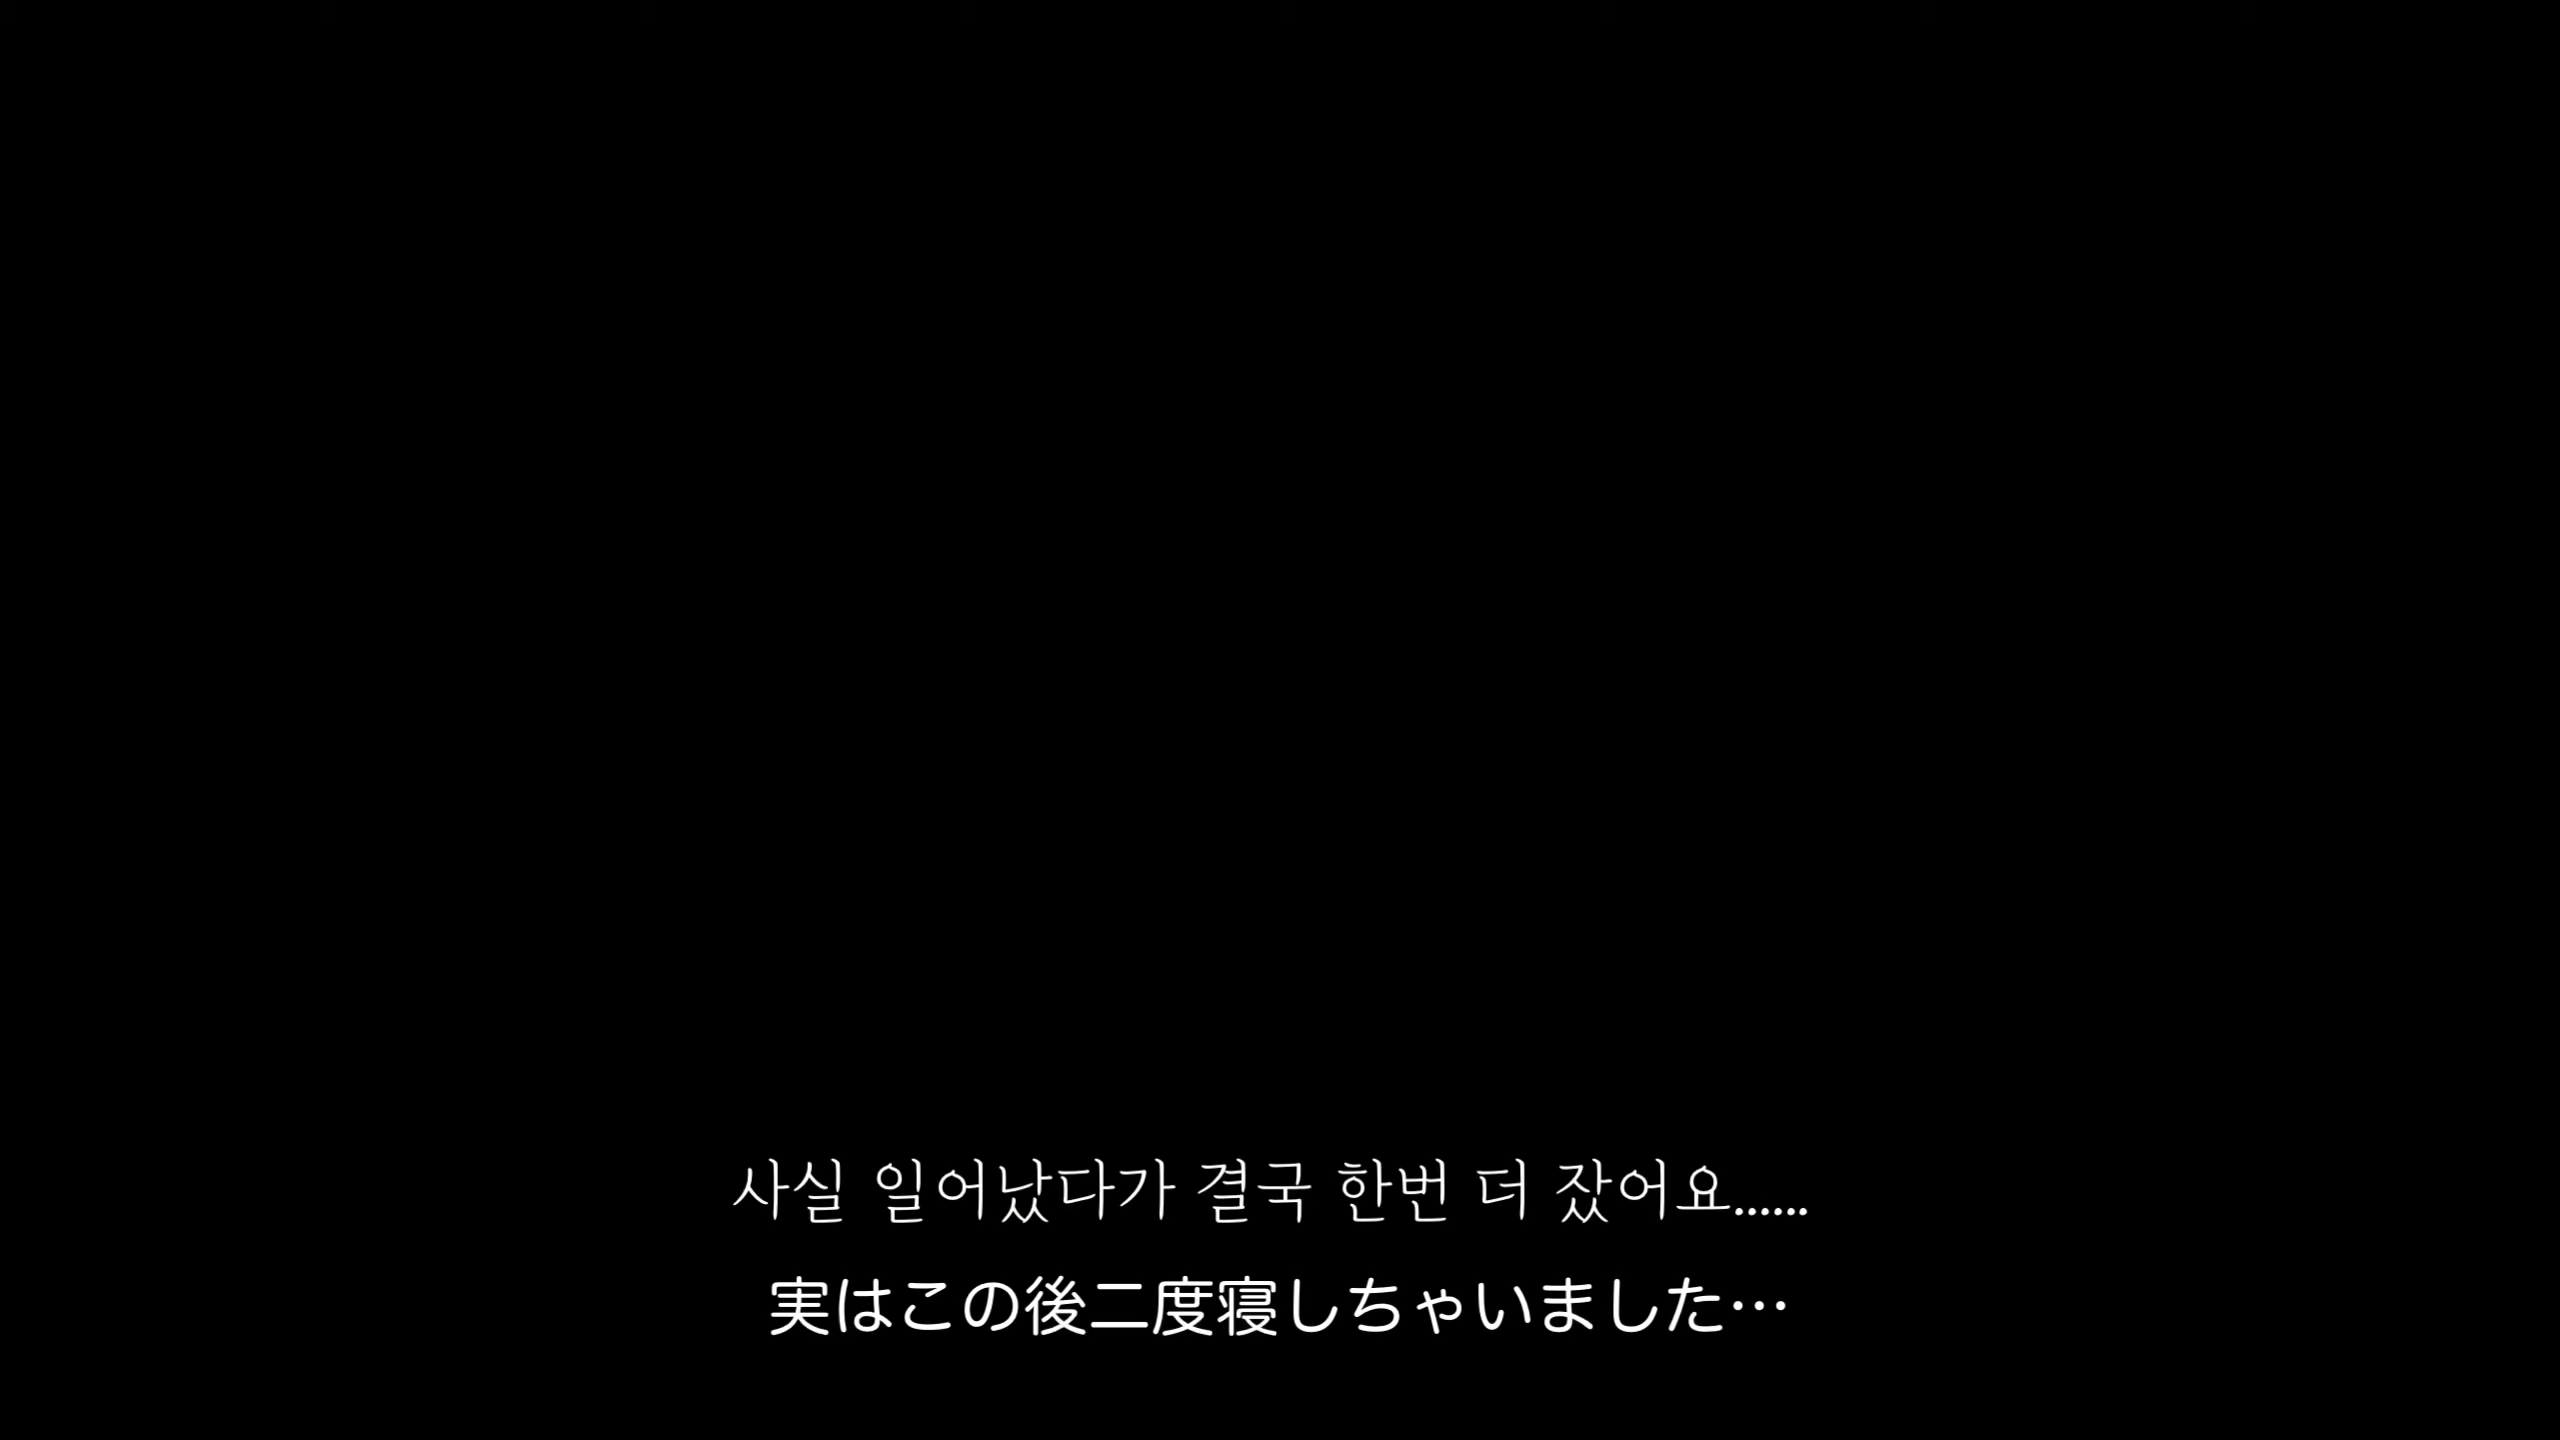 사실 일어났다가 결국 한번 더 잤어요......
実はこの後二度寝しちゃいました…